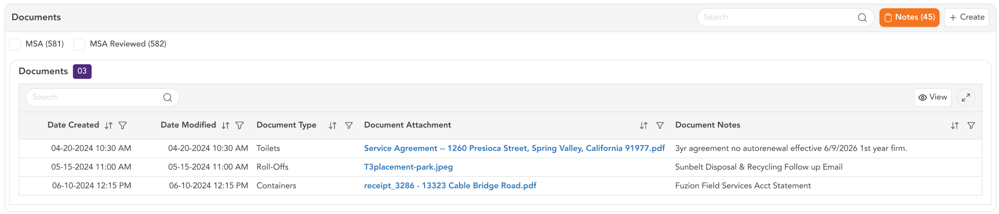 Documents Search Notes (45) + Create
MSA (581) MSA Reviewed (582)
Documents 03
Search View
Date Created Date Modified Document Type Document Attachment Document Notes
04-20-2024 10:30 AM 04-20-2024 10:30 AM Toilets Service Agreement -- 1260 Presioca Street, Spring Valley, California 91977.pdf 3yr agreement no autorenewal effective 6/9/2026 1st year firm.
05-15-2024 11:00 AM 05-15-2024 11:00 AM Roll-Offs T3placement-park.jpeg Sunbelt Disposal & Recycling Follow up Email
06-10-2024 12:15 PM 06-10-2024 12:15 PM Containers receipt_3286 - 13323 Cable Bridge Road.pdf Fuzion Field Services Acct Statement